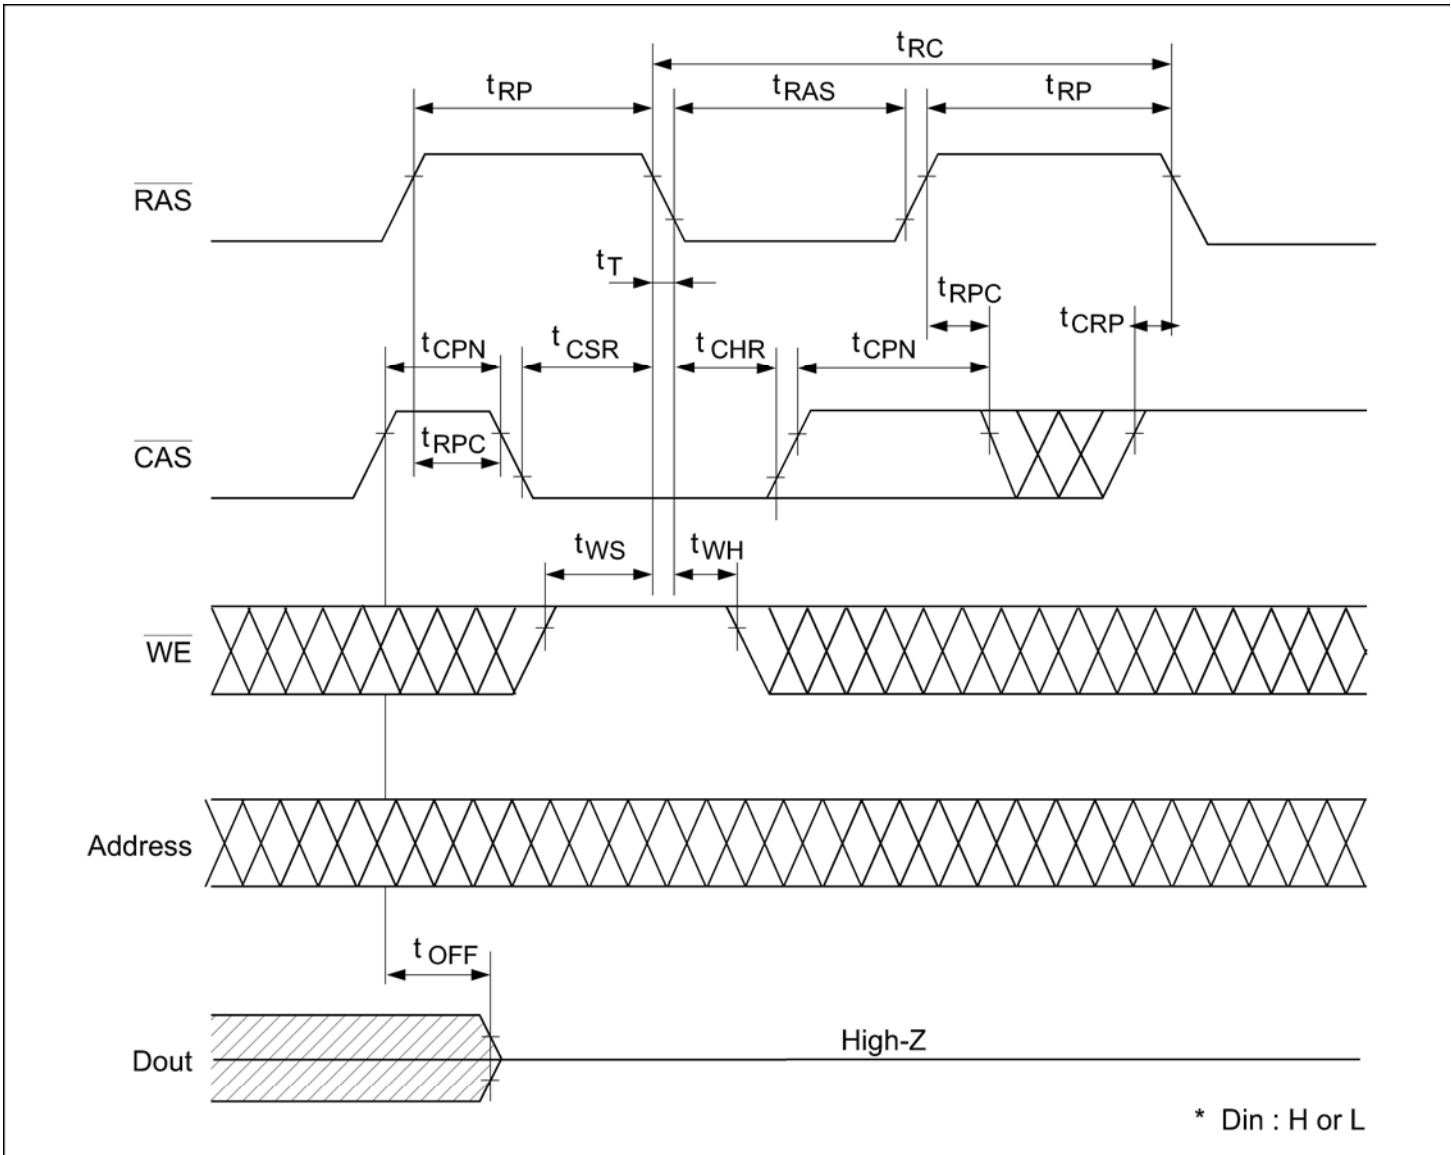 tRC
tRP tRAS tRP
RAS
tT
tRPC
tCRP
tCPN tCSR tCHR tCPN
tRPC
CAS
tWS tWH
WE
Address
t OFF
High-Z
Dout
* Din : H or L